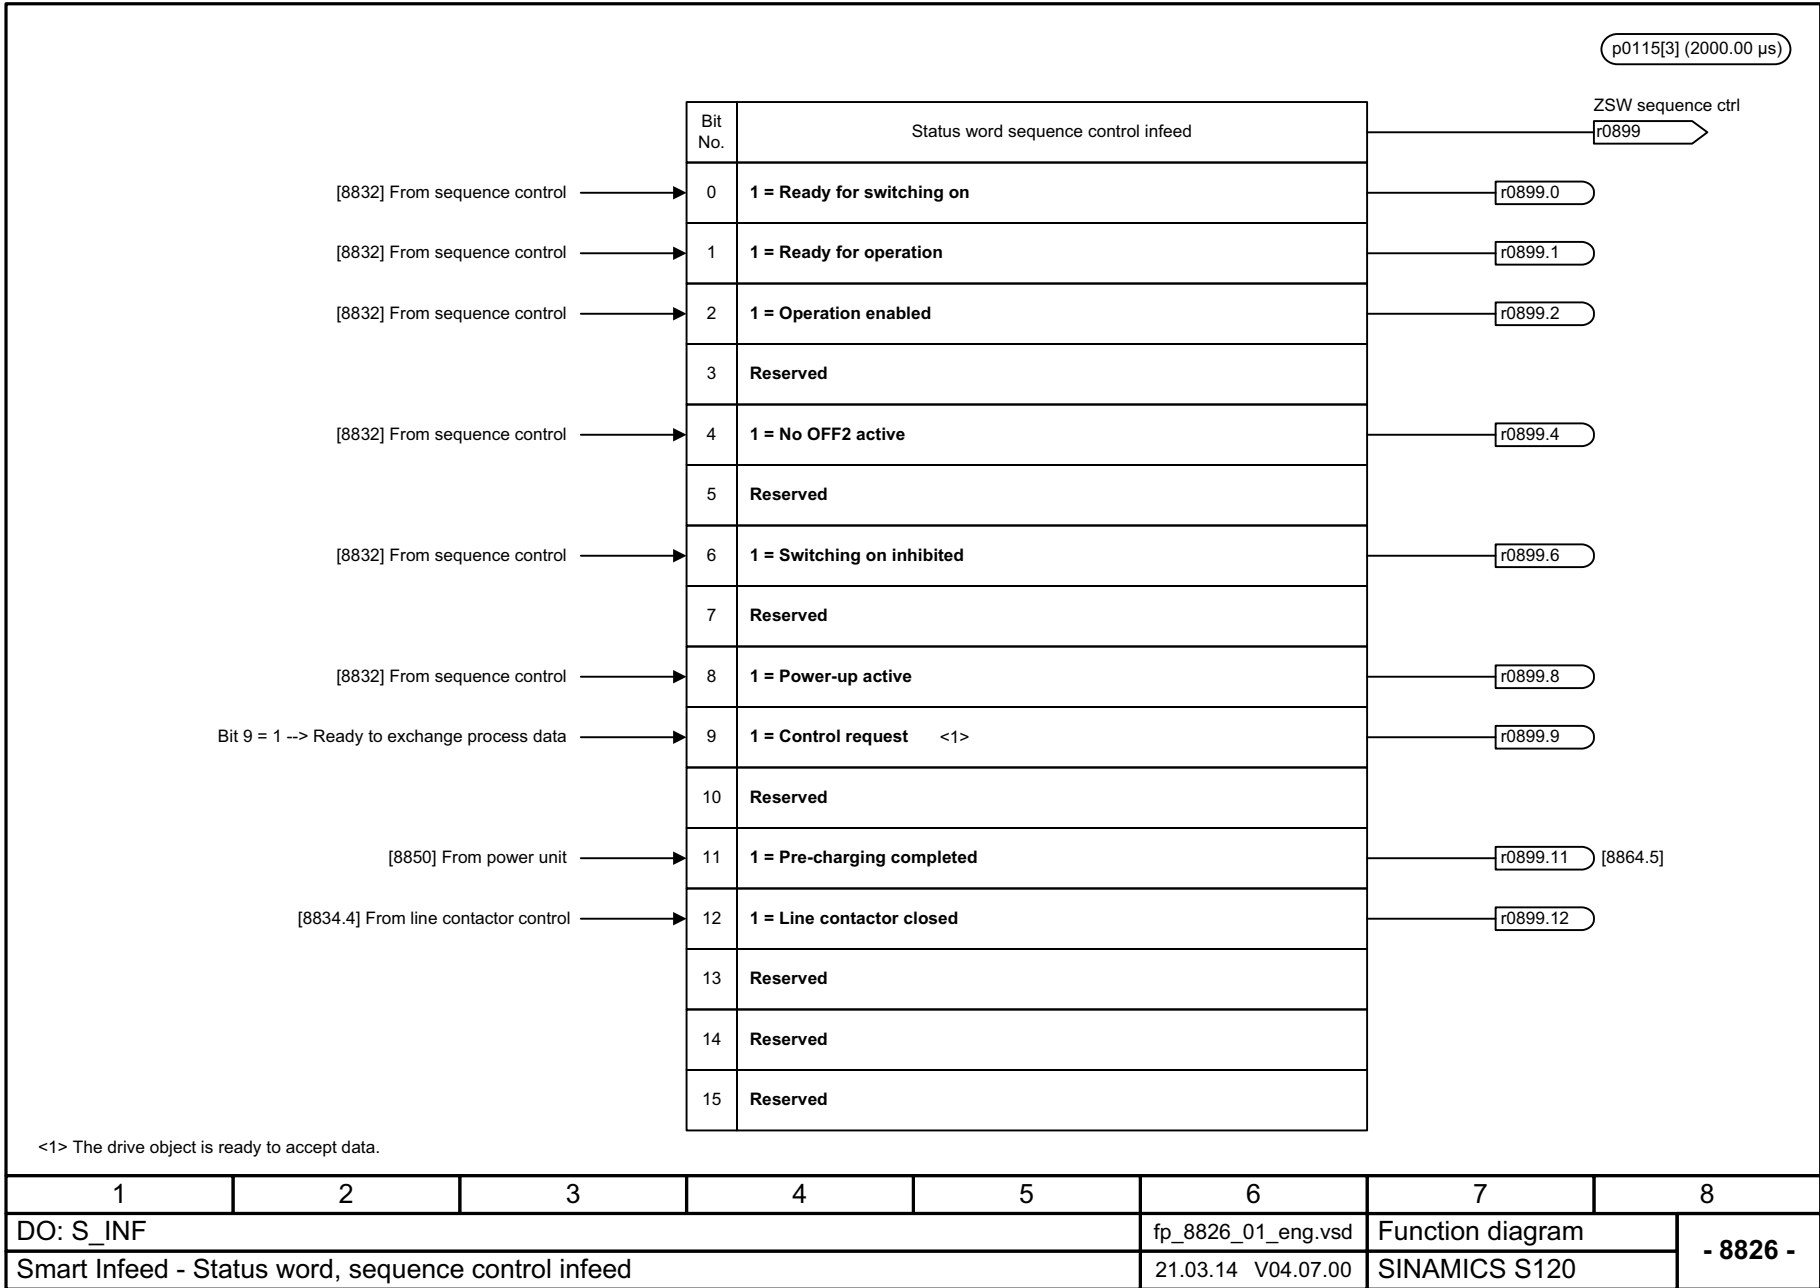 p0115[3] (2000.00 µs)
ZSW sequence ctrl
Bit No. Status word sequence control infeed r0899
[8832] From sequence control 0 1 = Ready for switching on r0899.0
[8832] From sequence control 1 1 = Ready for operation r0899.1
[8832] From sequence control 2 1 = Operation enabled r0899.2
3 Reserved
[8832] From sequence control 4 1 = No OFF2 active r0899.4
5 Reserved
[8832] From sequence control 6 1 = Switching on inhibited r0899.6
7 Reserved
[8832] From sequence control 8 1 = Power-up active r0899.8
Bit 9 = 1 --> Ready to exchange process data 9 1 = Control request <1> r0899.9
10 Reserved
[8850] From power unit 11 1 = Pre-charging completed r0899.11 [8864.5]
[8834.4] From line contactor control 12 1 = Line contactor closed r0899.12
13 Reserved
14 Reserved
15 Reserved
<1> The drive object is ready to accept data.
1 2 3 4 5 6 7 8
DO: S_INF fp_8826_01_eng.vsd Function diagram - 8826 -
Smart Infeed - Status word, sequence control infeed 21.03.14 V04.07.00 SINAMICS S120